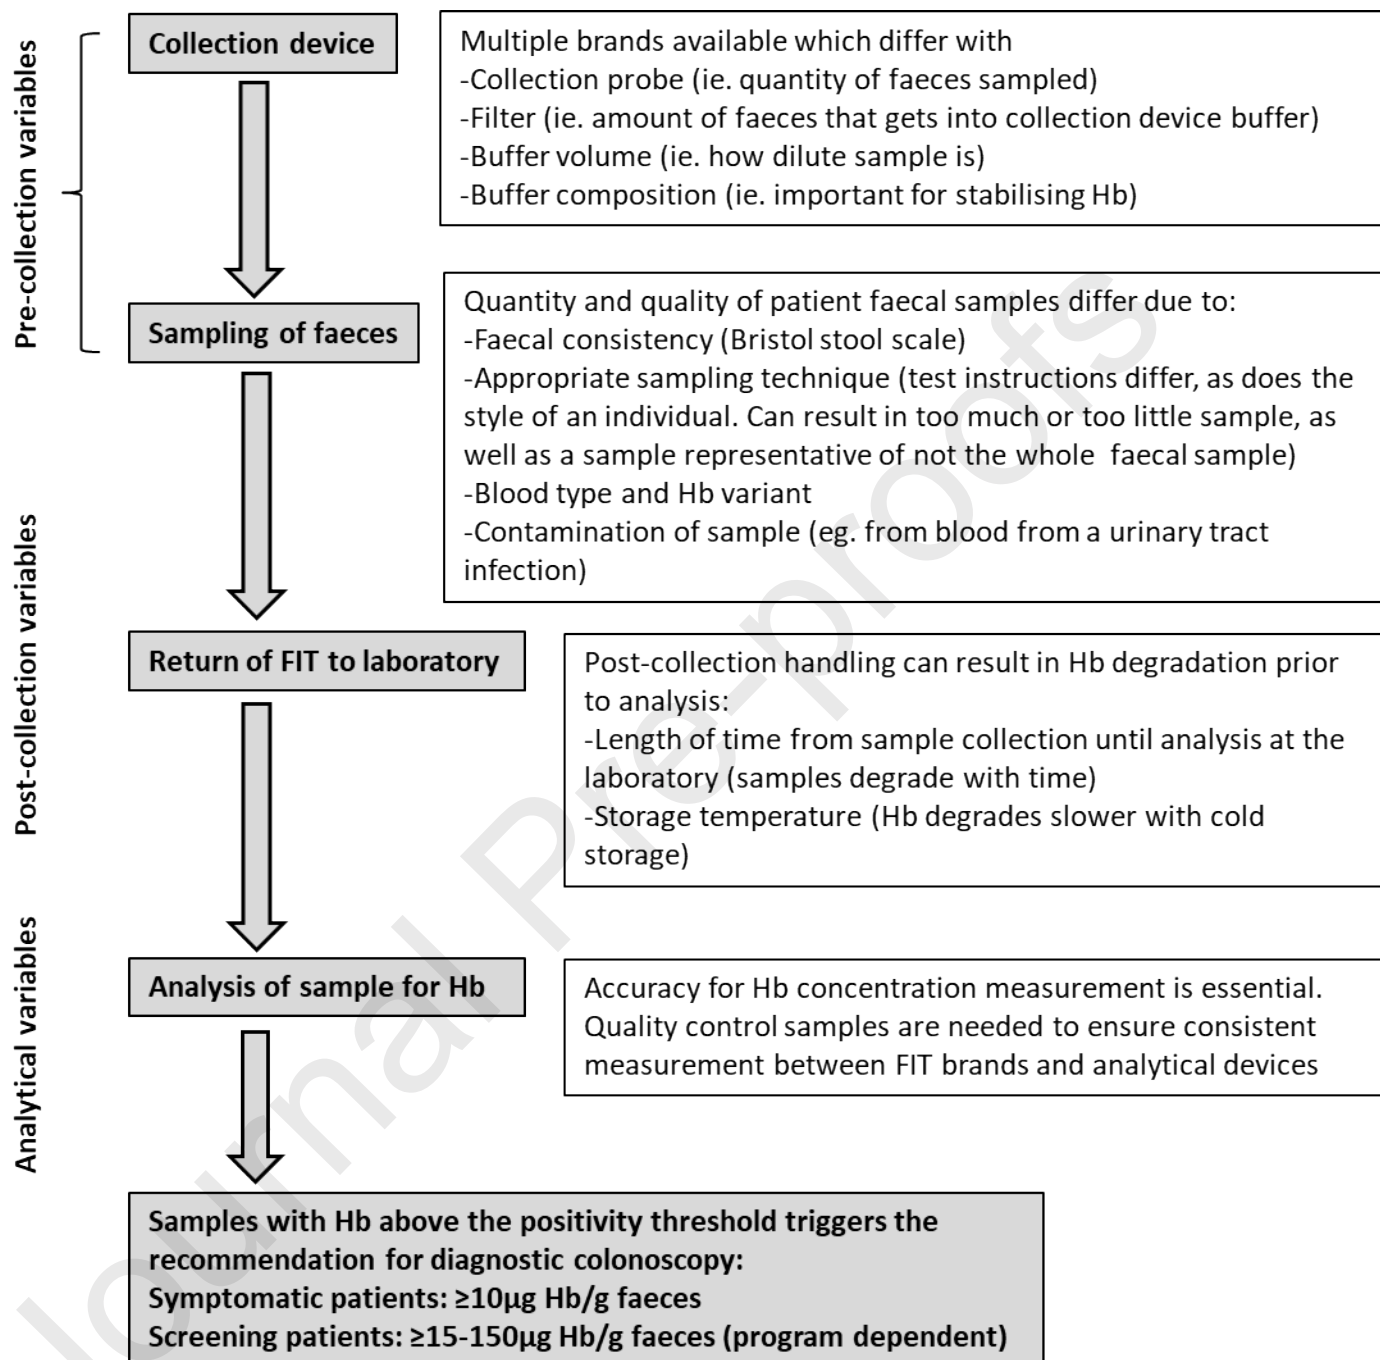 Pre-collection variables
Collection device
Multiple brands available which differ with
-Collection probe (ie. quantity of faeces sampled)
-Filter (ie. amount of faeces that gets into collection device buffer)
-Buffer volume (ie. how dilute sample is)
-Buffer composition (ie. important for stabilising Hb)
Sampling of faeces
Quantity and quality of patient faecal samples differ due to:
-Faecal consistency (Bristol stool scale)
-Appropriate sampling technique (test instructions differ, as does the
style of an individual. Can result in too much or too little sample, as
well as a sample representative of not the whole faecal sample)
-Blood type and Hb variant
-Contamination of sample (eg. from blood from a urinary tract
infection)
Post-collection variables
Return of FIT to laboratory
Post-collection handling can result in Hb degradation prior
to analysis:
-Length of time from sample collection until analysis at the
laboratory (samples degrade with time)
-Storage temperature (Hb degrades slower with cold
storage)
Analytical variables
Analysis of sample for Hb
Accuracy for Hb concentration measurement is essential.
Quality control samples are needed to ensure consistent
measurement between FIT brands and analytical devices
Samples with Hb above the positivity threshold triggers the
recommendation for diagnostic colonoscopy:
Symptomatic patients: ≥10µg Hb/g faeces
Screening patients: ≥15-150µg Hb/g faeces (program dependent)
Journal Pre-proofs